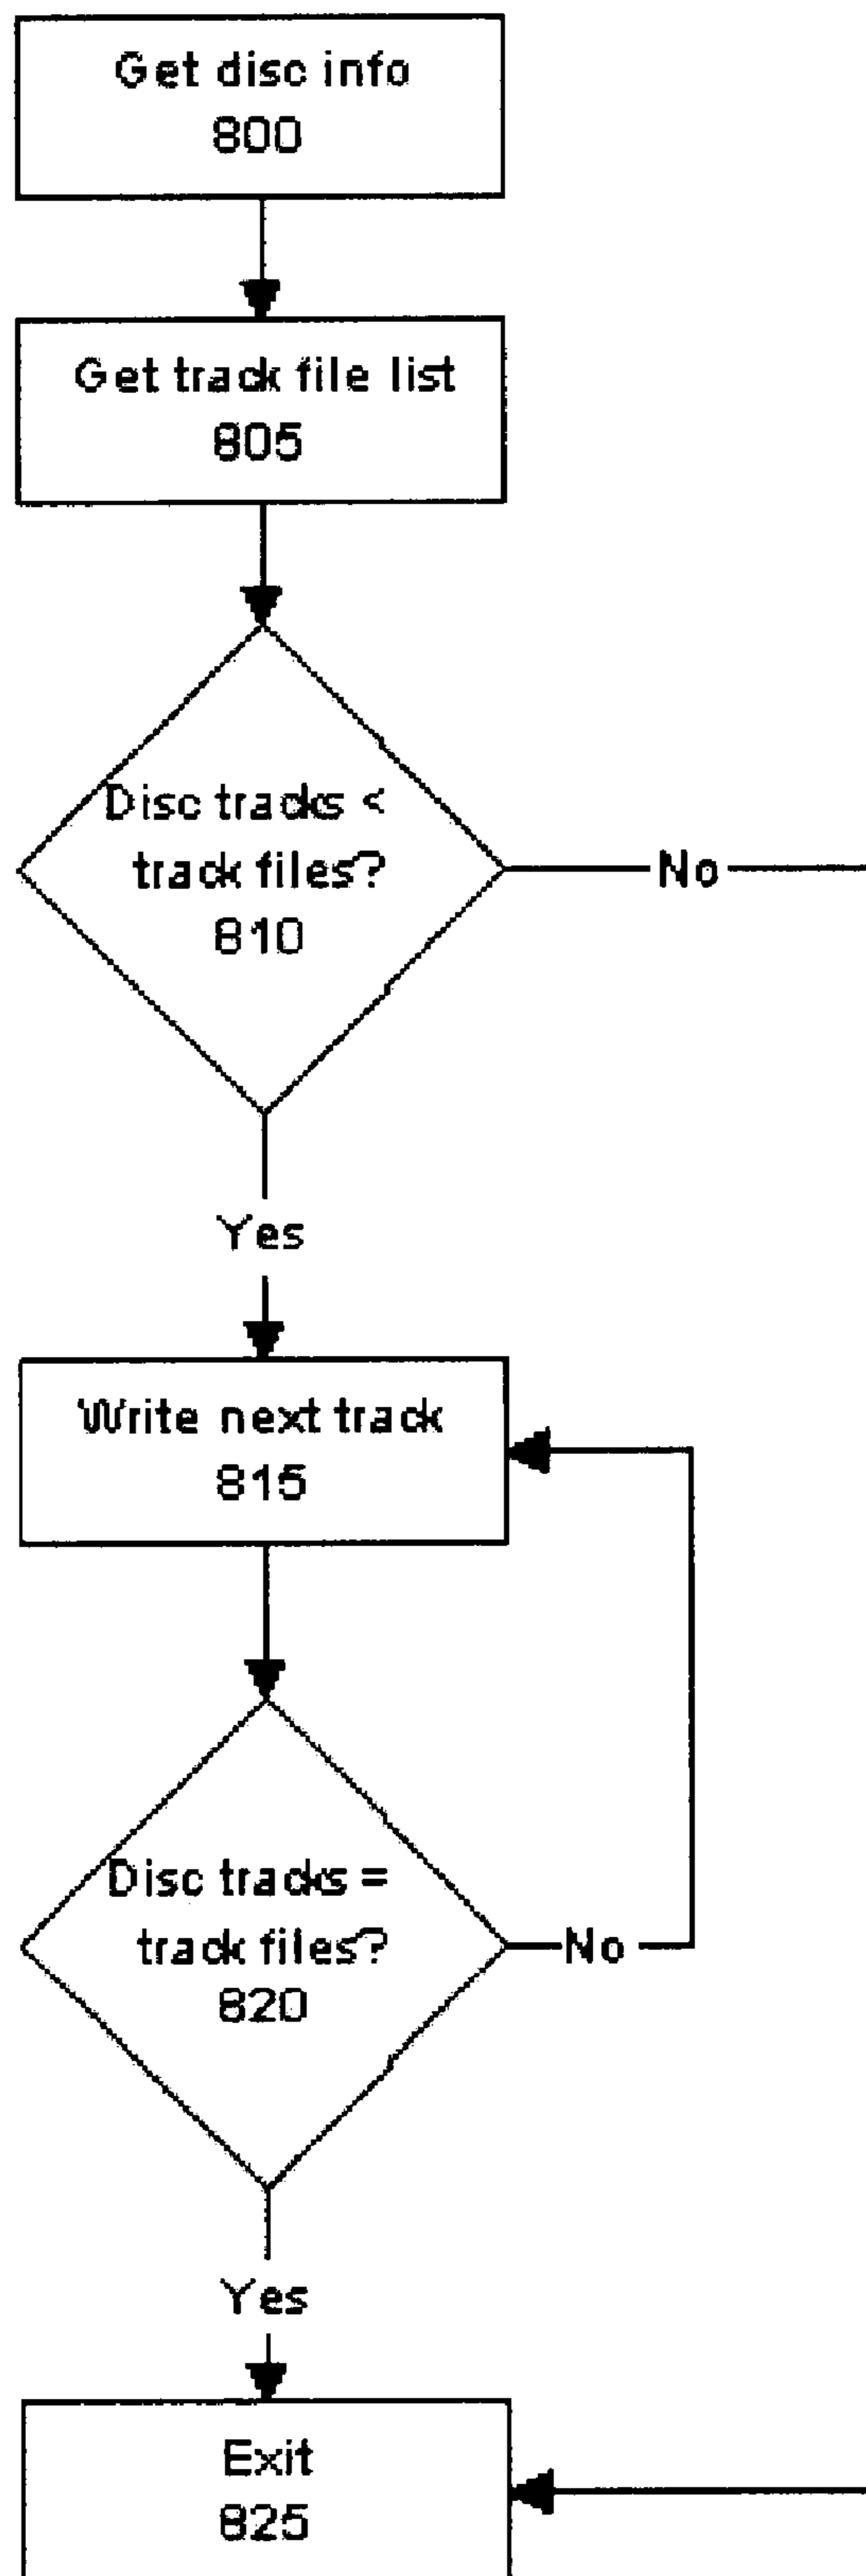 Get disc info
800
Get track file list
805
Disc tracks <
track files?
810
No
Yes
Write next track
815
Disc tracks =
track files?
820
No
Yes
Exit
825